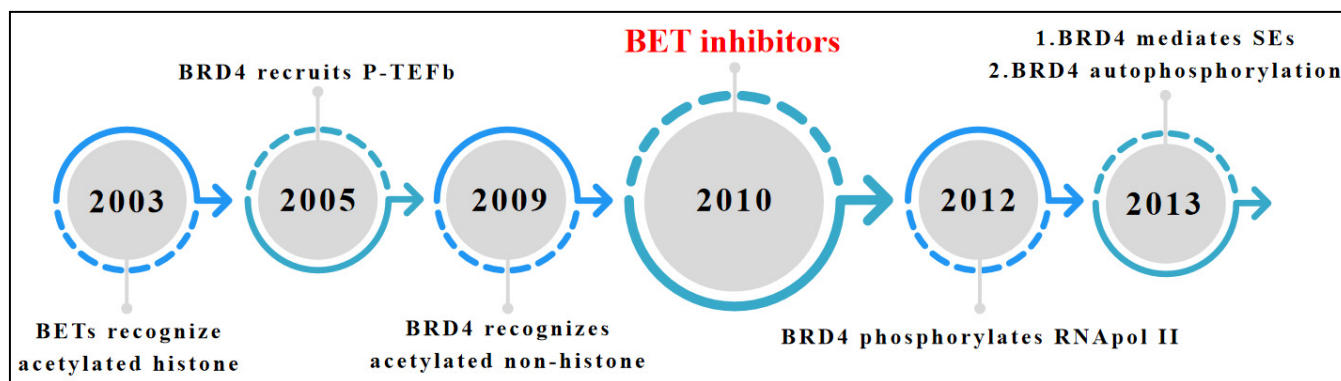 2003
BETs recognize
acetylated histone
BRD4 recruits P-TEFb
2005
2009
BRD4 recognizes
acetylated non-histone
BET inhibitors
2010
2012
BRD4 phosphorylates RNApol II
1.BRD4 mediates SEs
2.BRD4 autophosphorylation
2013